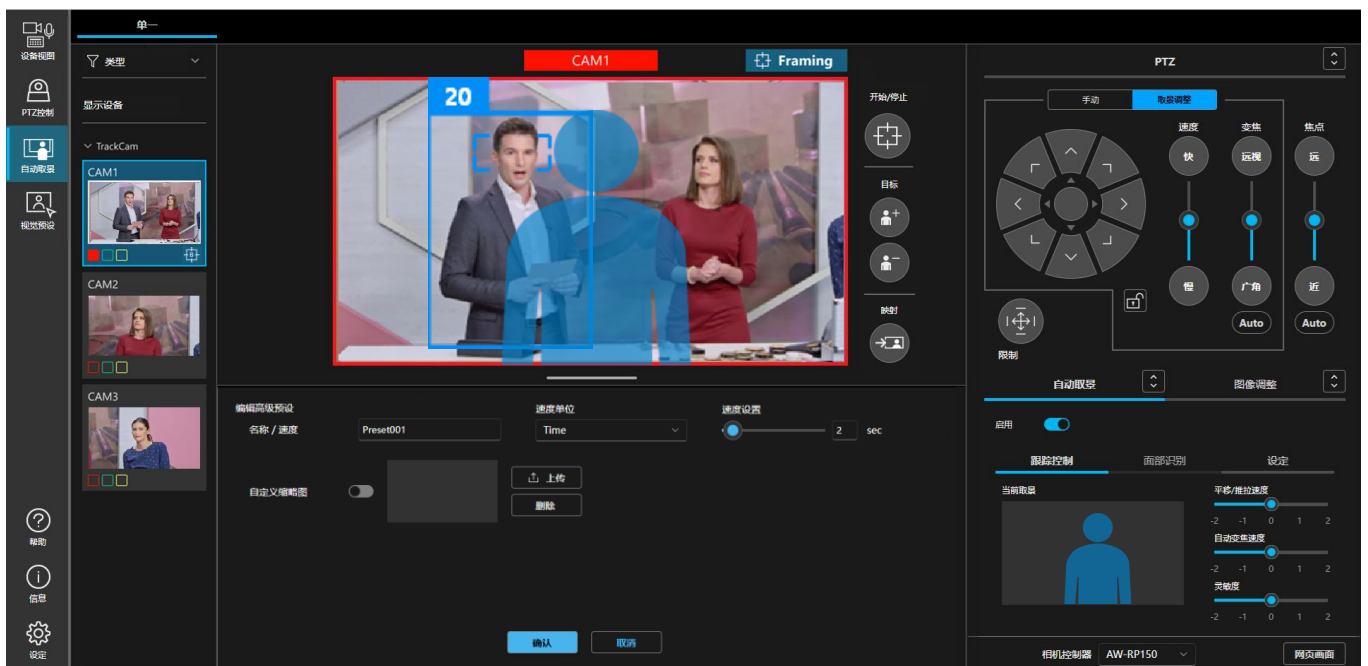 单一
设备视图
PTZ控制
自动取景
视觉预设
帮助
信息
设定
类型
显示设备
TrackCam
CAM1
CAM2
CAM3
CAM1
Framing
20
开始/停止
目标
映射
编辑高级预设
名称 / 速度
Preset001
速度单位
Time
速度设置
2 sec
自定义缩略图
上传
删除
确认
取消
PTZ
手动
取景调整
速度
变焦
焦点
快
远视
远
慢
广角
近
Auto
Auto
限制
自动取景
图像调整
启用
跟踪控制
面部识别
设定
当前取景
平移/推拉速度
-2 -1 0 1 2
自动变焦速度
-2 -1 0 1 2
灵敏度
-2 -1 0 1 2
相机控制器
AW-RP150
网页画面